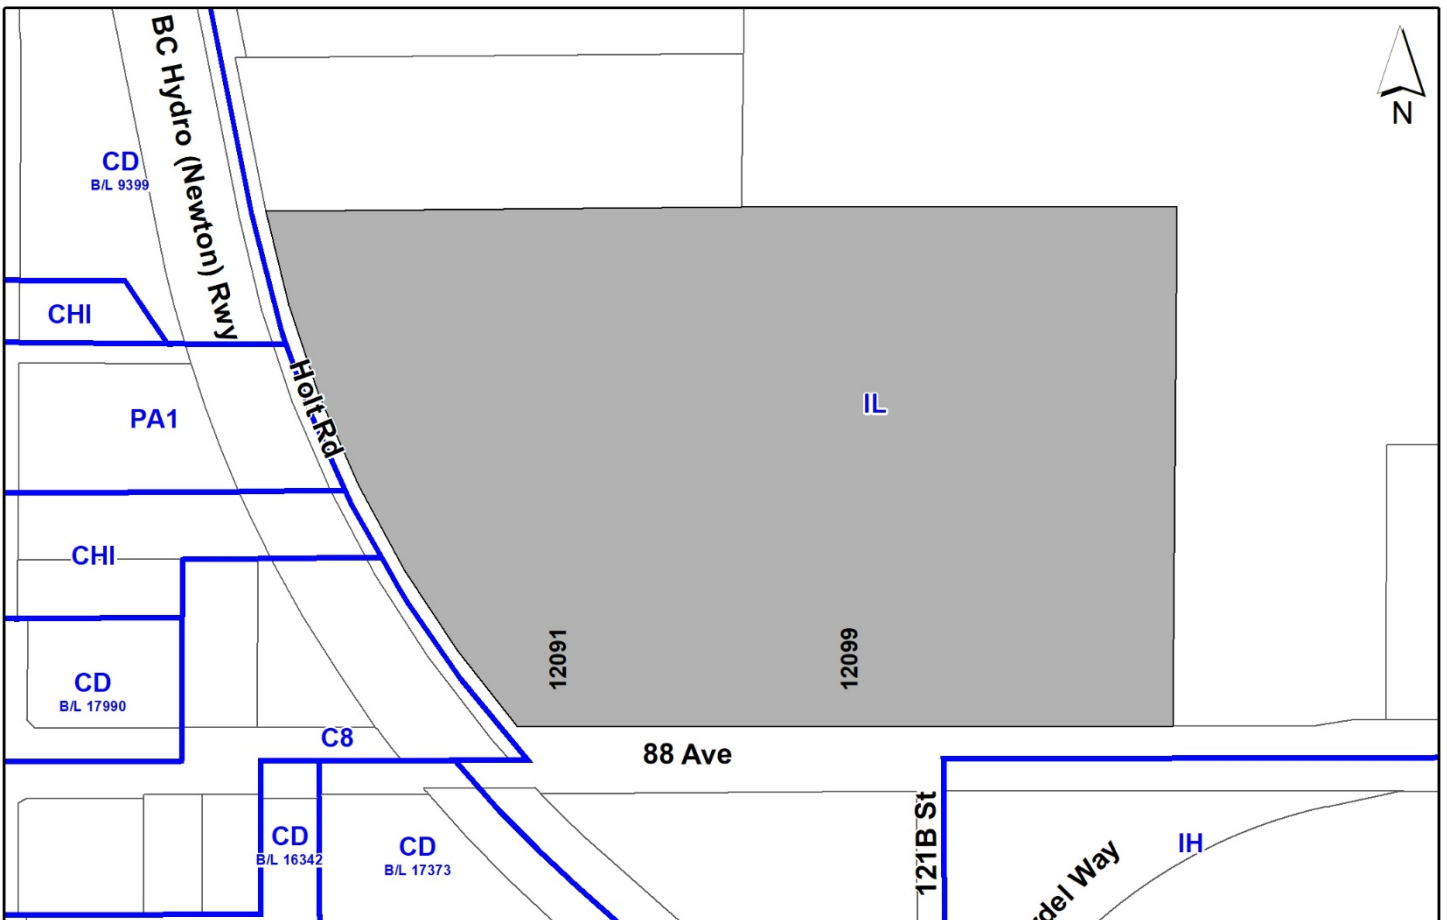 BC Hydro (Newton) Rwy
N
CD
B/L 9399
CHI
Holt Rd
PA1
IL
CHI
12091
12099
CD
B/L 17990
C8
88 Ave
121B St
CD
B/L 16342
CD
B/L 17373
IH
Way